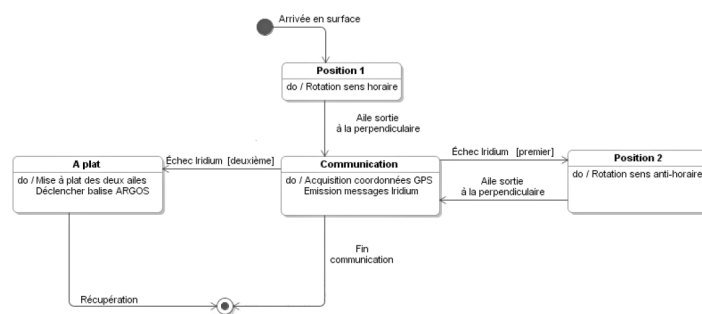 Arrivée en surface
Position 1
do / Rotation sens horaire
Aile sortie
à la perpendiculaire
A plat
do / Mise à plat des deux ailes
Déclencher balise ARGOS
Échec Iridium [deuxième]
Communication
do / Acquisition coordonnées GPS
Emission messages Iridium
Échec Iridium [premier]
Aile sortie
à la perpendiculaire
Position 2
do / Rotation sens anti-horaire
Fin
communication
Récupération